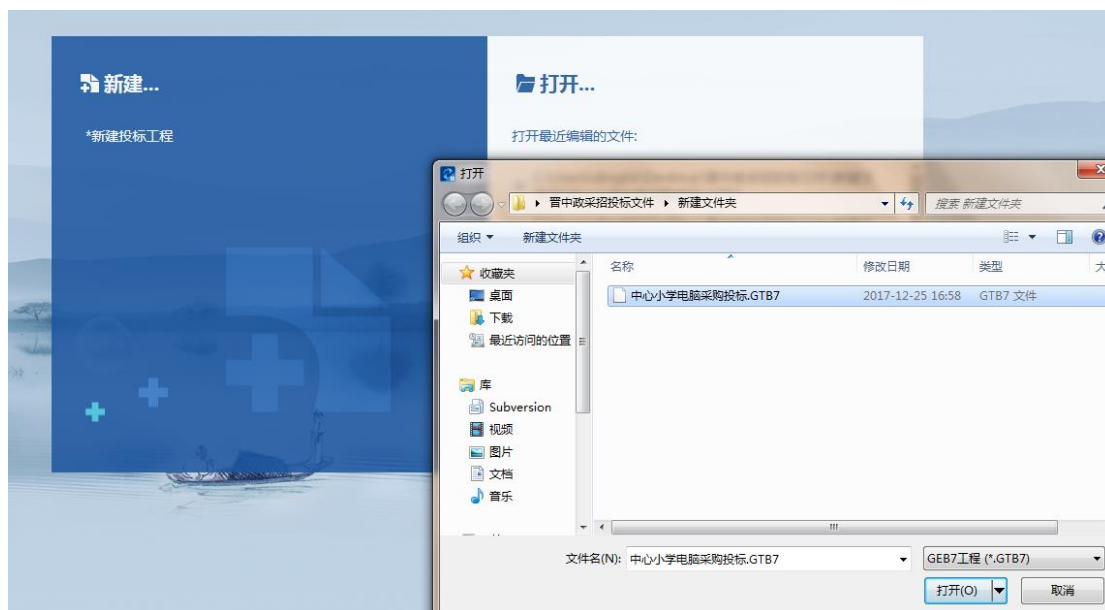 新建...
打开...
*新建投标工程
打开最近编辑的文件:
打开
晋中政采招投标文件 ▸ 新建文件夹
搜索 新建文件夹
组织 新建文件夹
收藏夹
桌面
下载
最近访问的位置
库
Subversion
视频
图片
文档
音乐
名称 修改日期 类型 大
中心小学电脑采购投标.GTB7 2017-12-25 16:58 GTB7 文件
文件名(N): 中心小学电脑采购投标.GTB7 GEB7工程 (*.GTB7)
打开(O) 取消